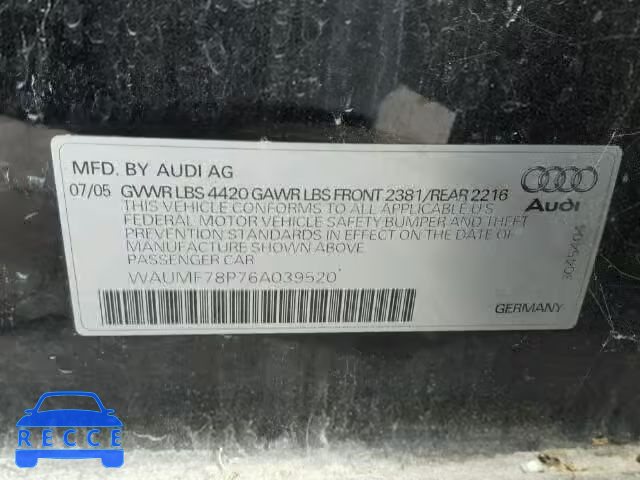 MFD. BY AUDI AG
07/05 GVWR LBS 4420 GAWR LBS FRONT 2381/REAR 2216
THIS VEHICLE CONFORMS TO ALL APPLICABLE U.S.
FEDERAL MOTOR VEHICLE SAFETY BUMPER AND THEFT
PREVENTION STANDARDS IN EFFECT ON THE DATE OF
MANUFACTURE SHOWN ABOVE
PASSENGER CAR
WAUMF78P76A039520
Audi
GERMANY
RECCE